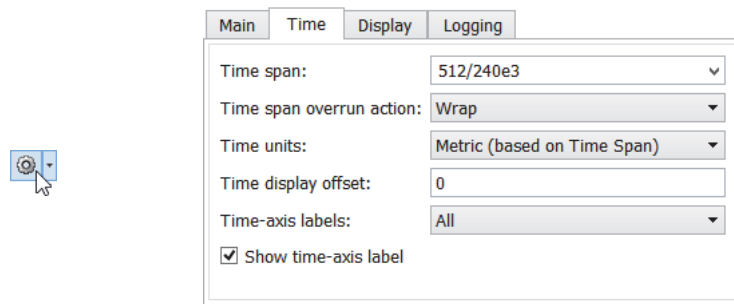 Main Time Display Logging
Time span: 512/240e3
Time span overrun action: Wrap
Time units: Metric (based on Time Span)
Time display offset: 0
Time-axis labels: All
Show time-axis label